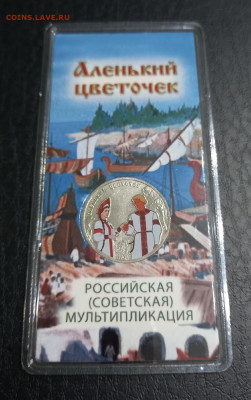 COINS.LAVE.RU
Аленький
цветочек
РОССИЙСКАЯ
(СОВЕТСКАЯ)
МУЛЬТИПЛИКАЦИЯ